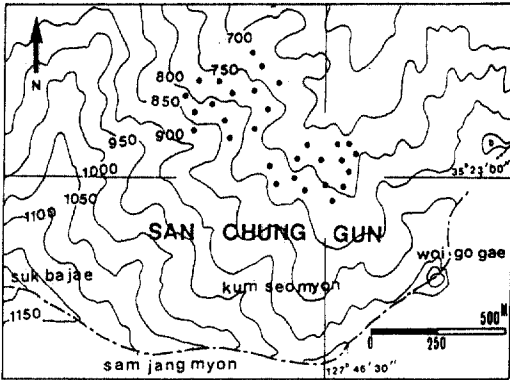 700
800 750
850
900
N
950
1000
35° 23' 00"
1050
1100
SAN CHUNG GUN
woi go gae
suk ba jae
kum seo myon
1150
500M
0 250
sam jang myon
127° 46' 30"